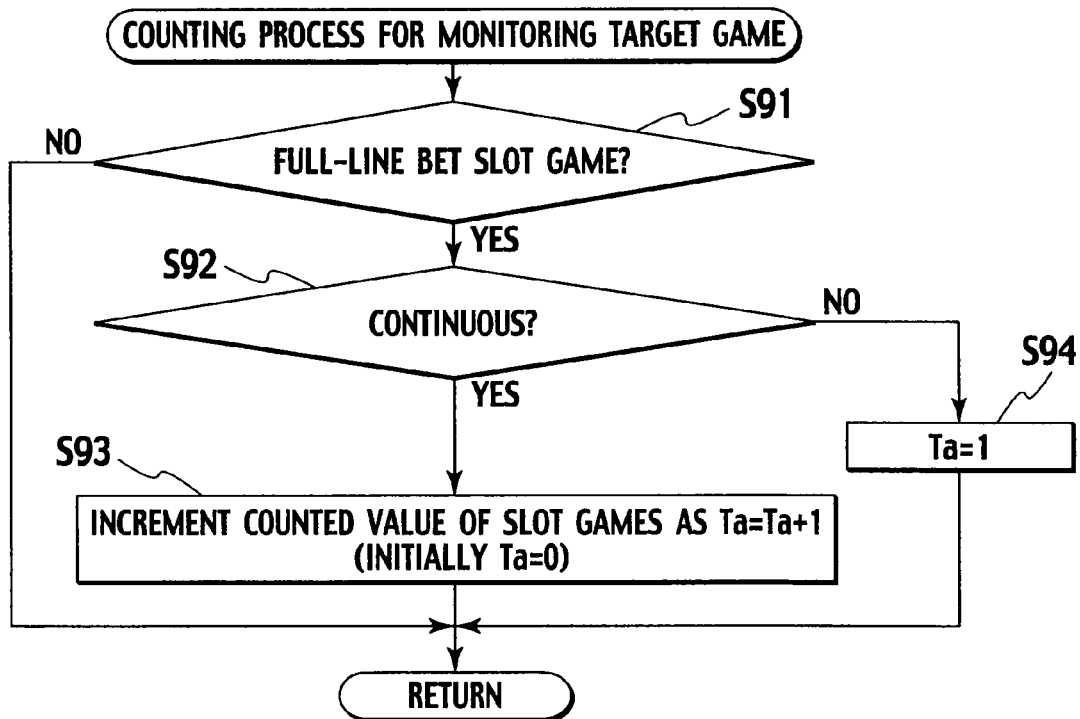 COUNTING PROCESS FOR MONITORING TARGET GAME
S91
NO
FULL-LINE BET SLOT GAME?
YES
S92
NO
CONTINUOUS?
S94
YES
Ta=1
S93
INCREMENT COUNTED VALUE OF SLOT GAMES AS Ta=Ta+1
(INITIALLY Ta=0)
RETURN